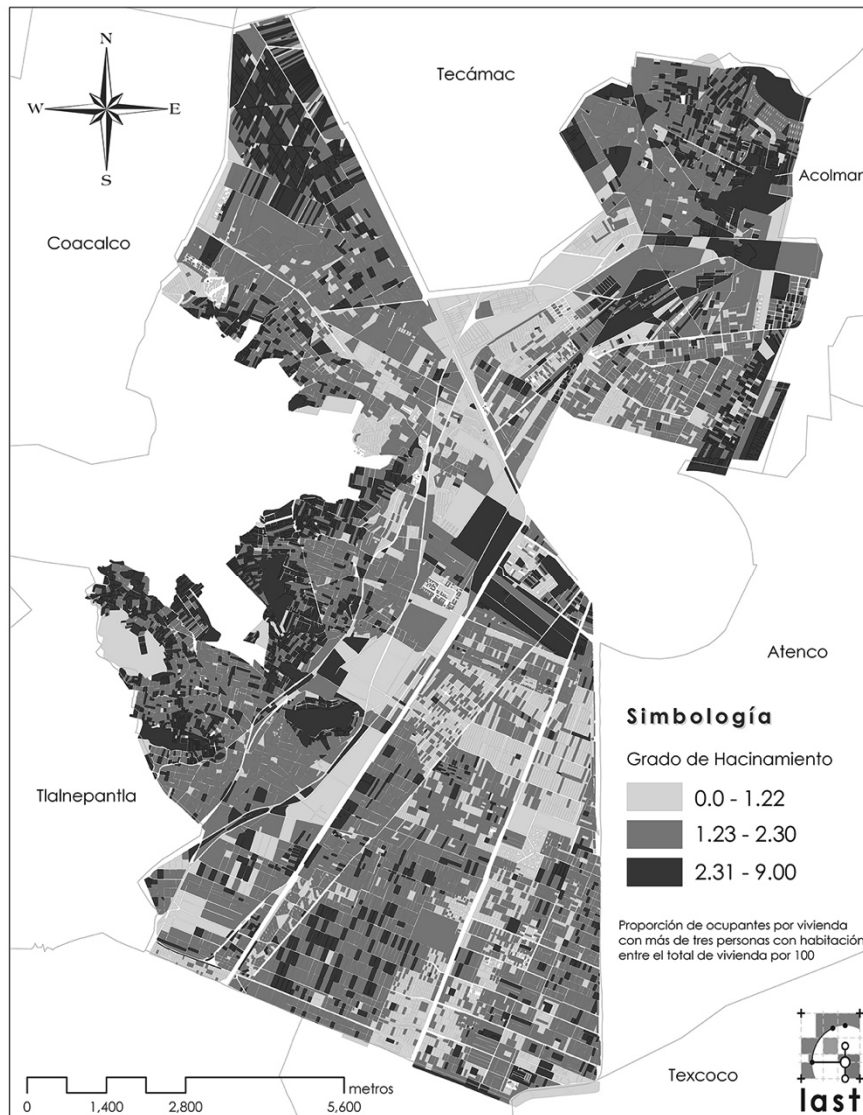 N
W E
S
Tecámac
Acolman
Coacalco
Atenco
Simbología
Grado de Hacinamiento
0.0 - 1.22
1.23 - 2.30
2.31 - 9.00
Tlalnepantla
Proporción de ocupantes por vivienda
con más de tres personas con habitación
entre el total de vivienda por 100
Texcoco
metros
0 1,400 2,800 5,600
last